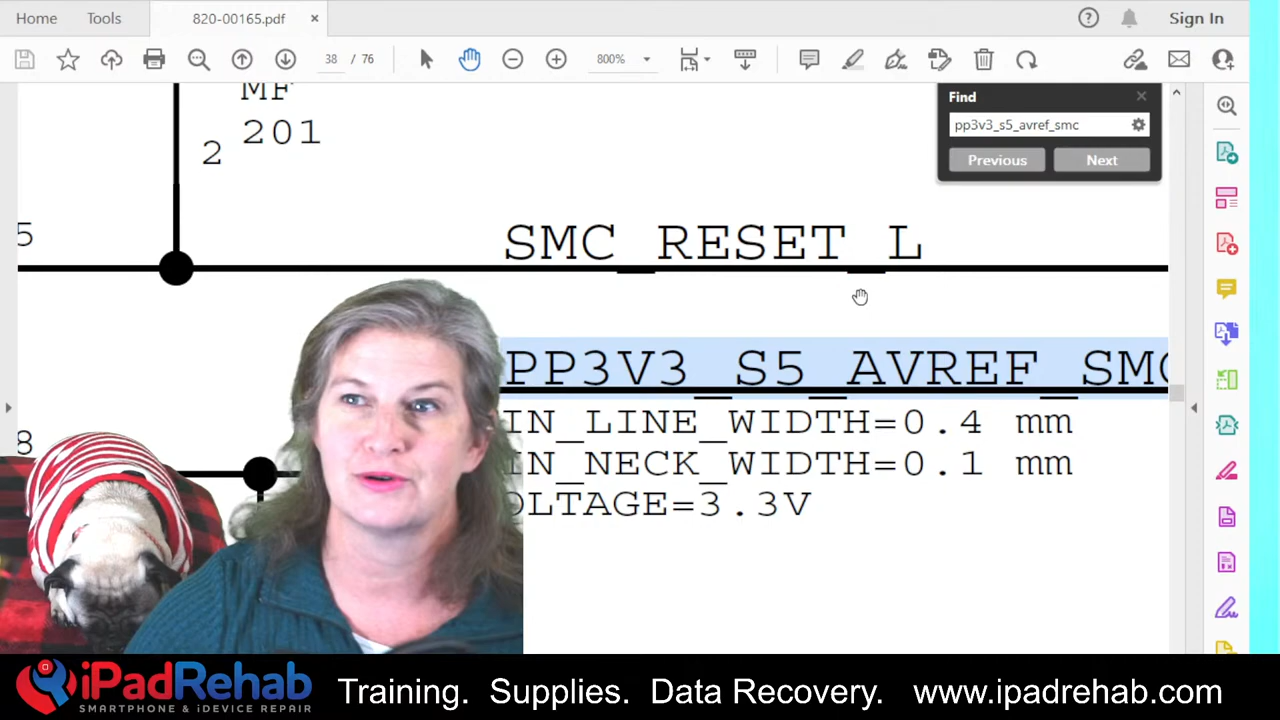 Home
Tools
820-00165.pdf
Sign In
38 / 76
800%
MF
201
2
Find
pp3v3_s5_avref_smc
Previous
Next
5
SMC_RESET_L
PP3V3_S5_AVREF_SMC
IN_LINE_WIDTH=0.4 mm
IN_NECK_WIDTH=0.1 mm
OLTAGE=3.3V
8
iPadRehab
SMARTPHONE & iDEVICE REPAIR
Training. Supplies. Data Recovery. www.ipadrehab.com